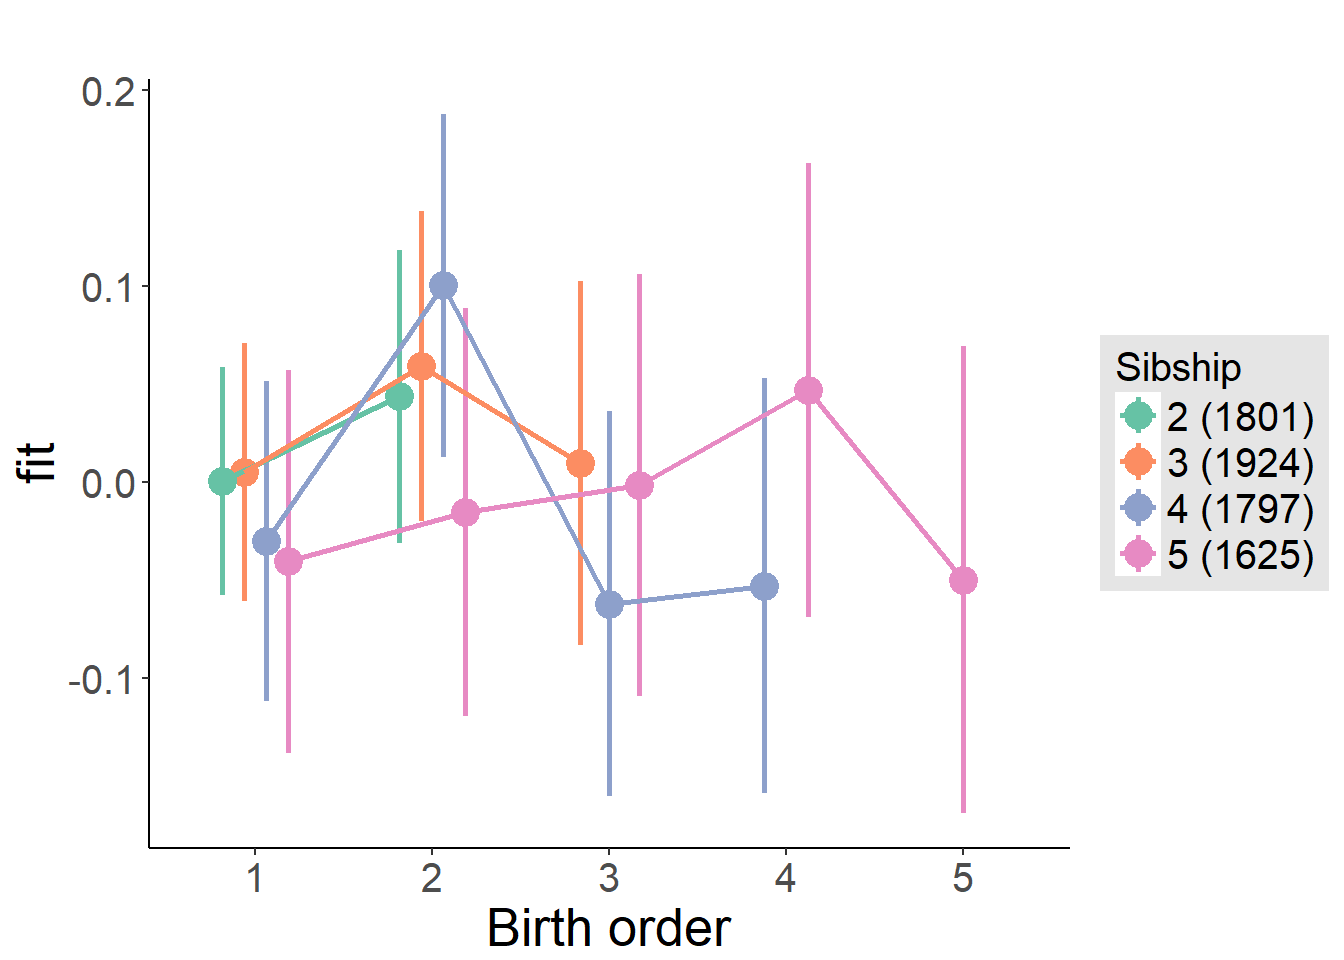 0.2
0.1
0.0
-0.1
fit
1 2 3 4 5
Birth order
Sibship
2 (1801)
3 (1924)
4 (1797)
5 (1625)